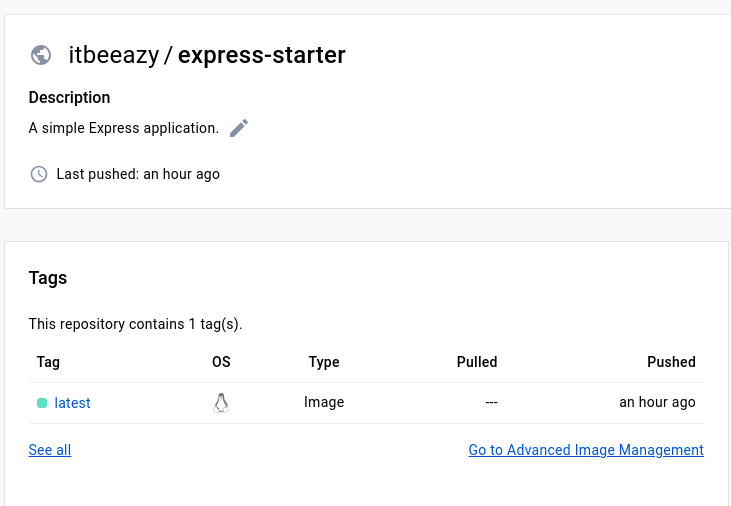 itbeeazy / express-starter
Description
A simple Express application.
Last pushed: an hour ago
Tags
This repository contains 1 tag(s).
Tag OS Type Pulled Pushed
latest Image --- an hour ago
See all Go to Advanced Image Management